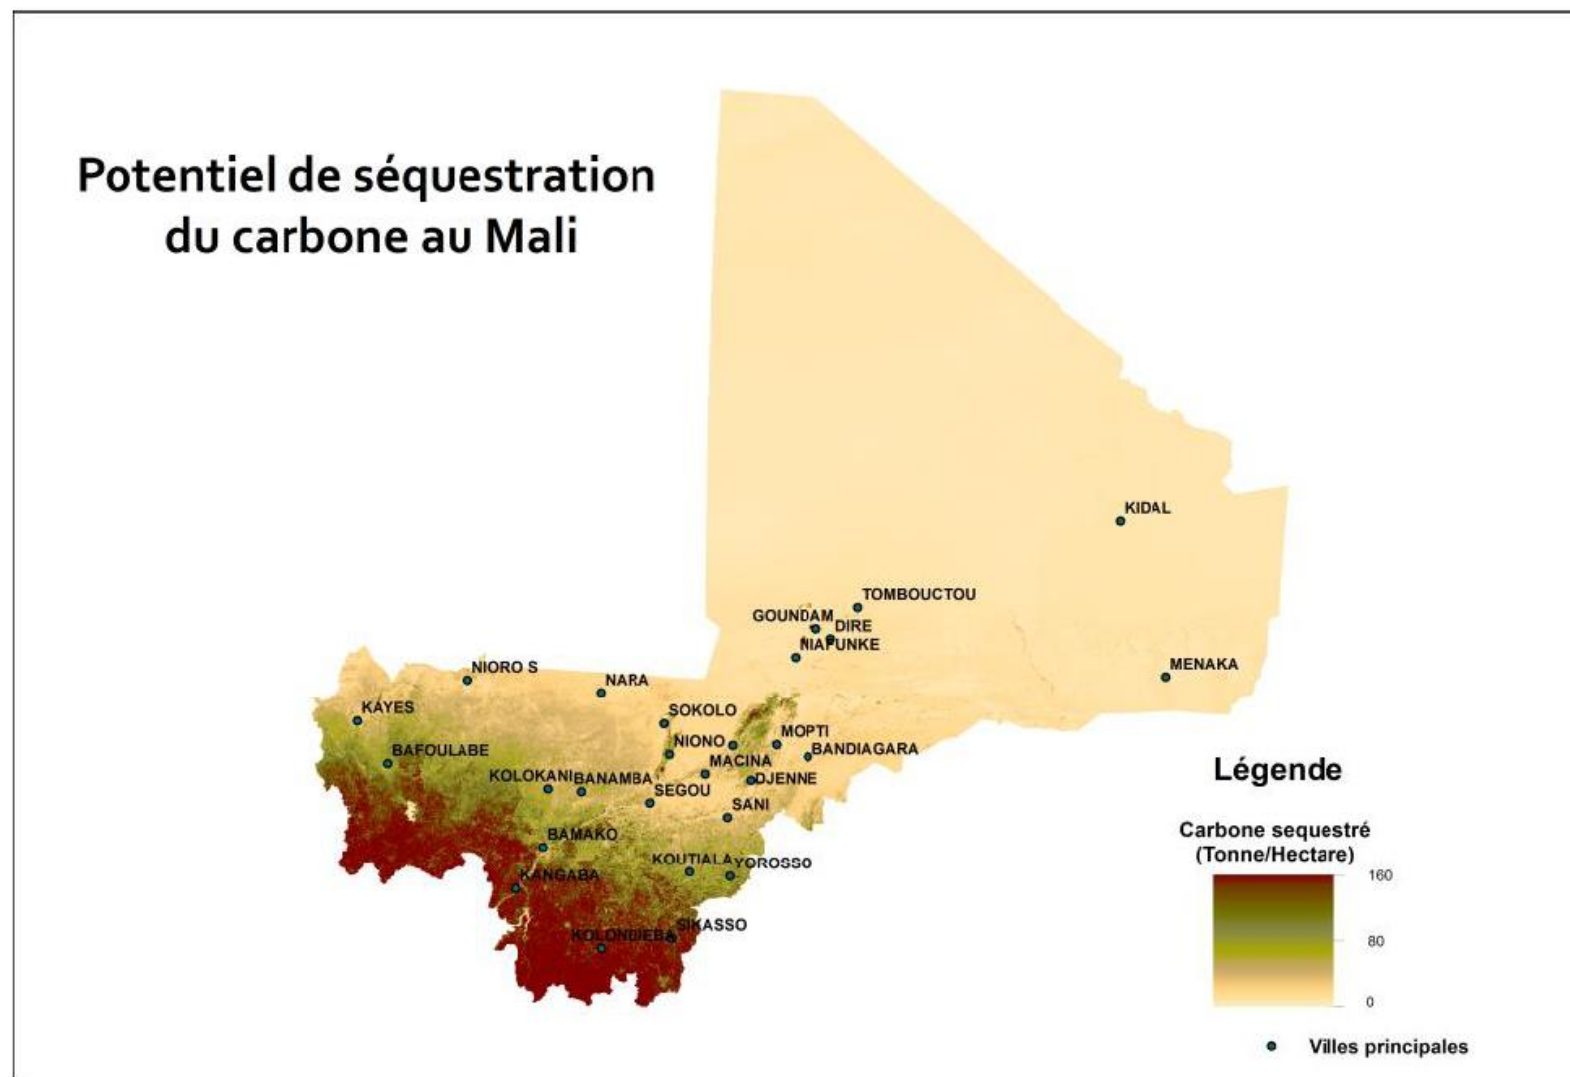 Potentiel de séquestration
du carbone au Mali
KIDAL
TOMBOUCTOU
GOUNDAM
DIRE
NIAFUNKE
MENAKA
NIORO S
NARA
KAYES
SOKOLO
MOPTI
NIONO
BANDIAGARA
BAFOULABE
MACINA
KOLOKANI
BANAMBA
DJENNE
SEGOU
SANI
BAMAKO
KOUTIALA
YOROSSO
KANGABA
SIKASSO
KOLONDIEBA
Légende
Carbone sequestré
(Tonne/Hectare)
160
80
0
Villes principales